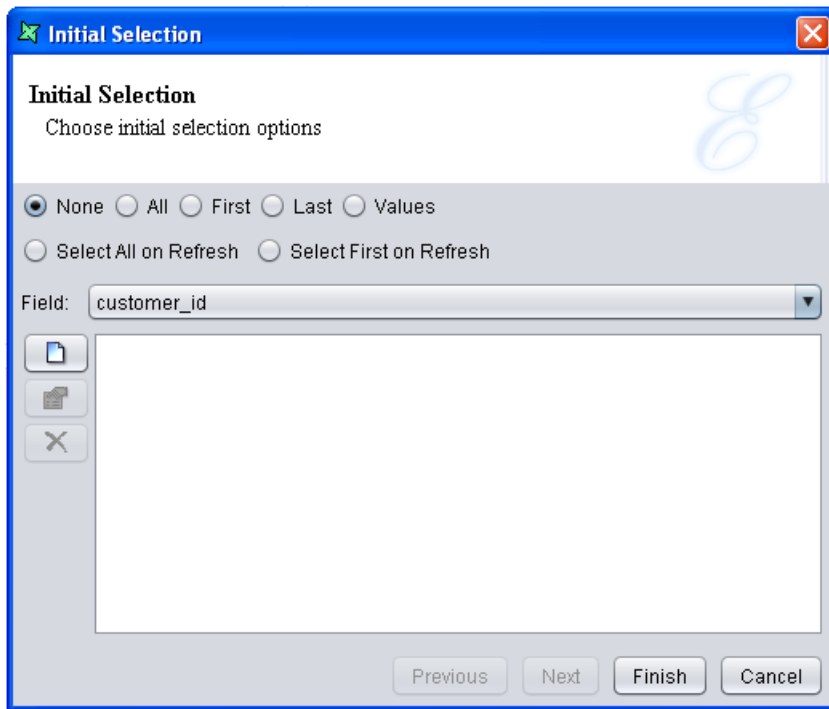 Initial Selection
Initial Selection
Choose initial selection options
None All First Last Values
Select All on Refresh Select First on Refresh
Field: customer_id
Previous Next Finish Cancel